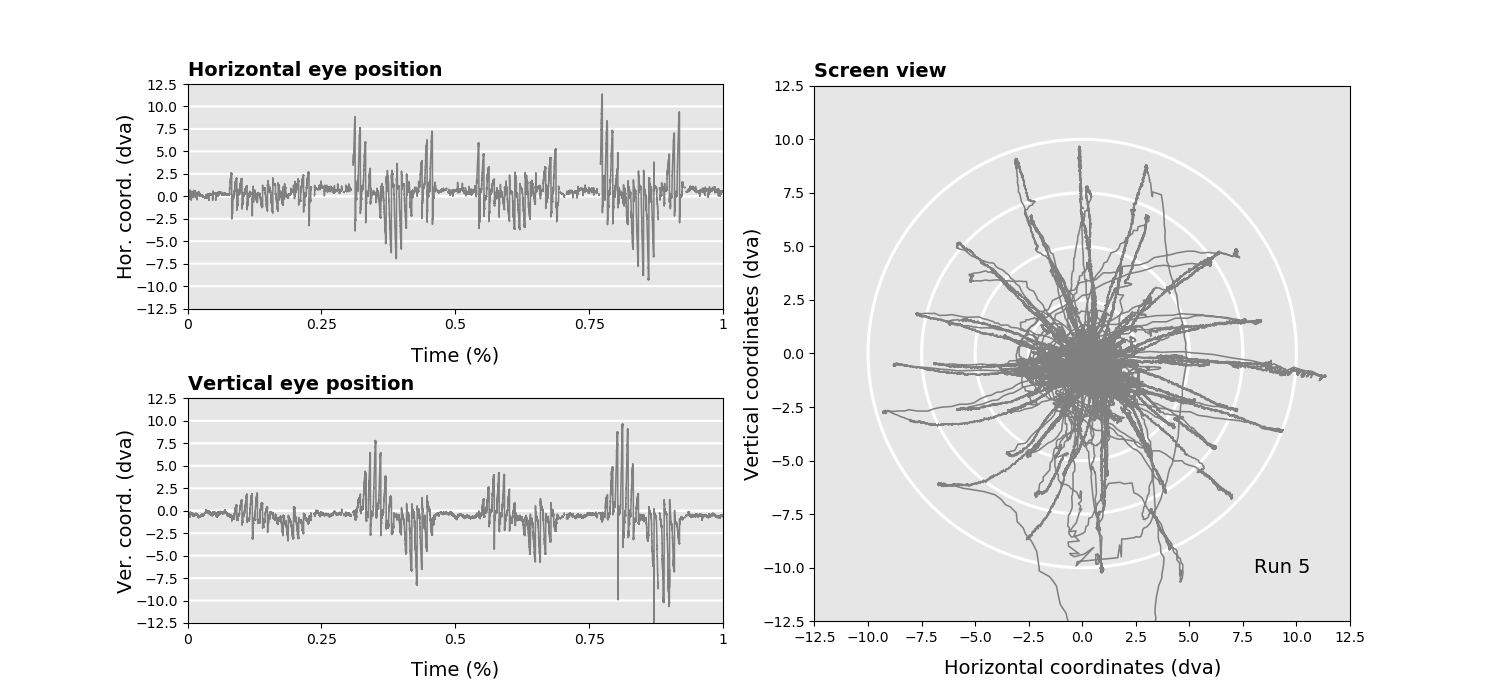 Horizontal eye position
Hor. coord. (dva)
12.5
10.0
7.5
5.0
2.5
0.0
−2.5
−5.0
−7.5
−10.0
−12.5
0 0.25 0.5 0.75 1
Time (%)
Vertical eye position
Ver. coord. (dva)
12.5
10.0
7.5
5.0
2.5
0.0
−2.5
−5.0
−7.5
−10.0
−12.5
0 0.25 0.5 0.75 1
Time (%)
Screen view
Vertical coordinates (dva)
12.5
10.0
7.5
5.0
2.5
0.0
−2.5
−5.0
−7.5
−10.0
−12.5
Run 5
−12.5 −10.0 −7.5 −5.0 −2.5 0.0 2.5 5.0 7.5 10.0 12.5
Horizontal coordinates (dva)